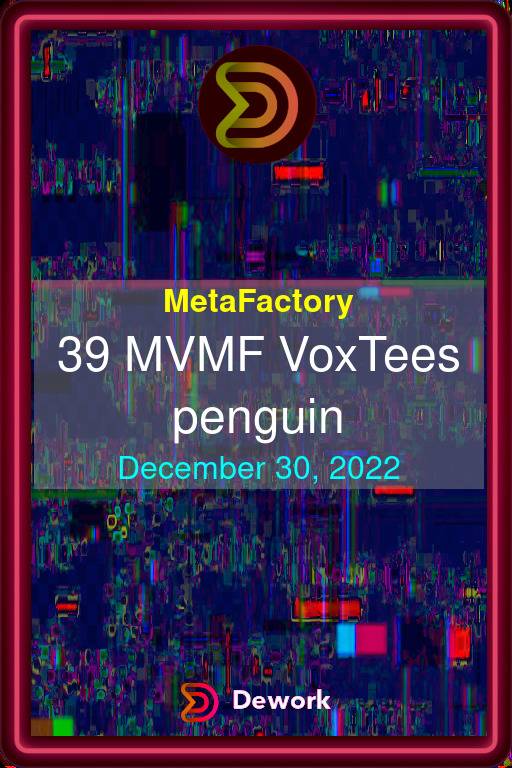 MetaFactory
39 MVMF VoxTees
penguin
December 30, 2022
Dework